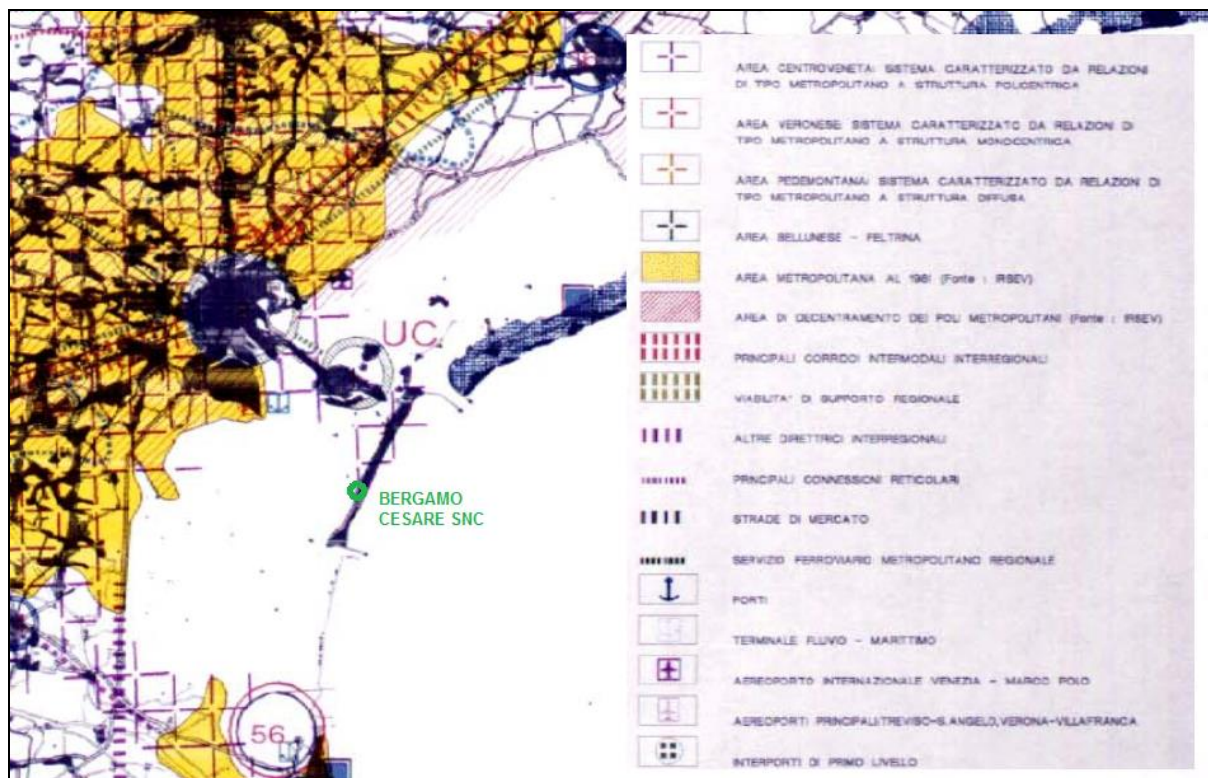 UC
BERGAMO
CESARE SNC
56
AREA CENTROVENETA: SISTEMA CARATTERIZZATO DA RELAZIONI
DI TIPO METROPOLITANO A STRUTTURA POLICENTRICA
AREA VERONESE SISTEMA CARATTERIZZATO DA RELAZIONI DI
TIPO METROPOLITANO A STRUTTURA MONOCENTRICA
AREA PEDEMONTANA: SISTEMA CARATTERIZZATO DA RELAZIONI DI
TIPO METROPOLITANO A STRUTTURA DIFFUSA
AREA BELLUNESE - FELTRINA
AREA METROPOLITANA AL 1981 (Fonte : IRSEV)
AREA DI DECENTRAMENTO DEI POLI METROPOLITANI (Fonte : IRSEV)
PRINCIPALI CORRIDOI INTERMODALI INTERREGIONALI
VIABILITA' DI SUPPORTO REGIONALE
ALTRE DIRETTRICI INTERREGIONALI
PRINCIPALI CONNESSIONI RETICOLARI
STRADE DI MERCATO
SERVIZIO FERROVIARIO METROPOLITANO REGIONALE
PORTI
TERMINALE FLUVIO - MARITTIMO
AEREOPORTO INTERNAZIONALE VENEZIA - MARCO POLO
AEREOPORTI PRINCIPALI:TREVISO-S.ANGELO,VERONA-VILLAFRANCA
INTERPORTI DI PRIMO LIVELLO